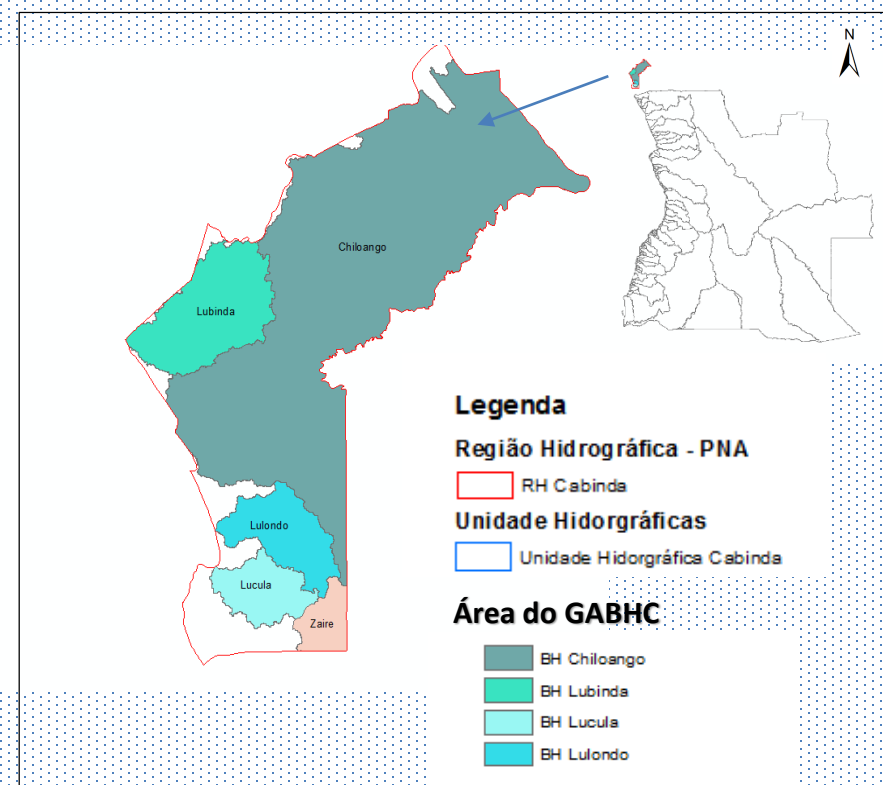 N
Chiloango
Lubinda
Lulondo
Lucula
Zaire
Legenda
Região Hidrográfica - PNA
RH Cabinda
Unidade Hidorgráficas
Unidade Hidorgráfica Cabinda
Área do GABHC
BH Chiloango
BH Lubinda
BH Lucula
BH Lulondo